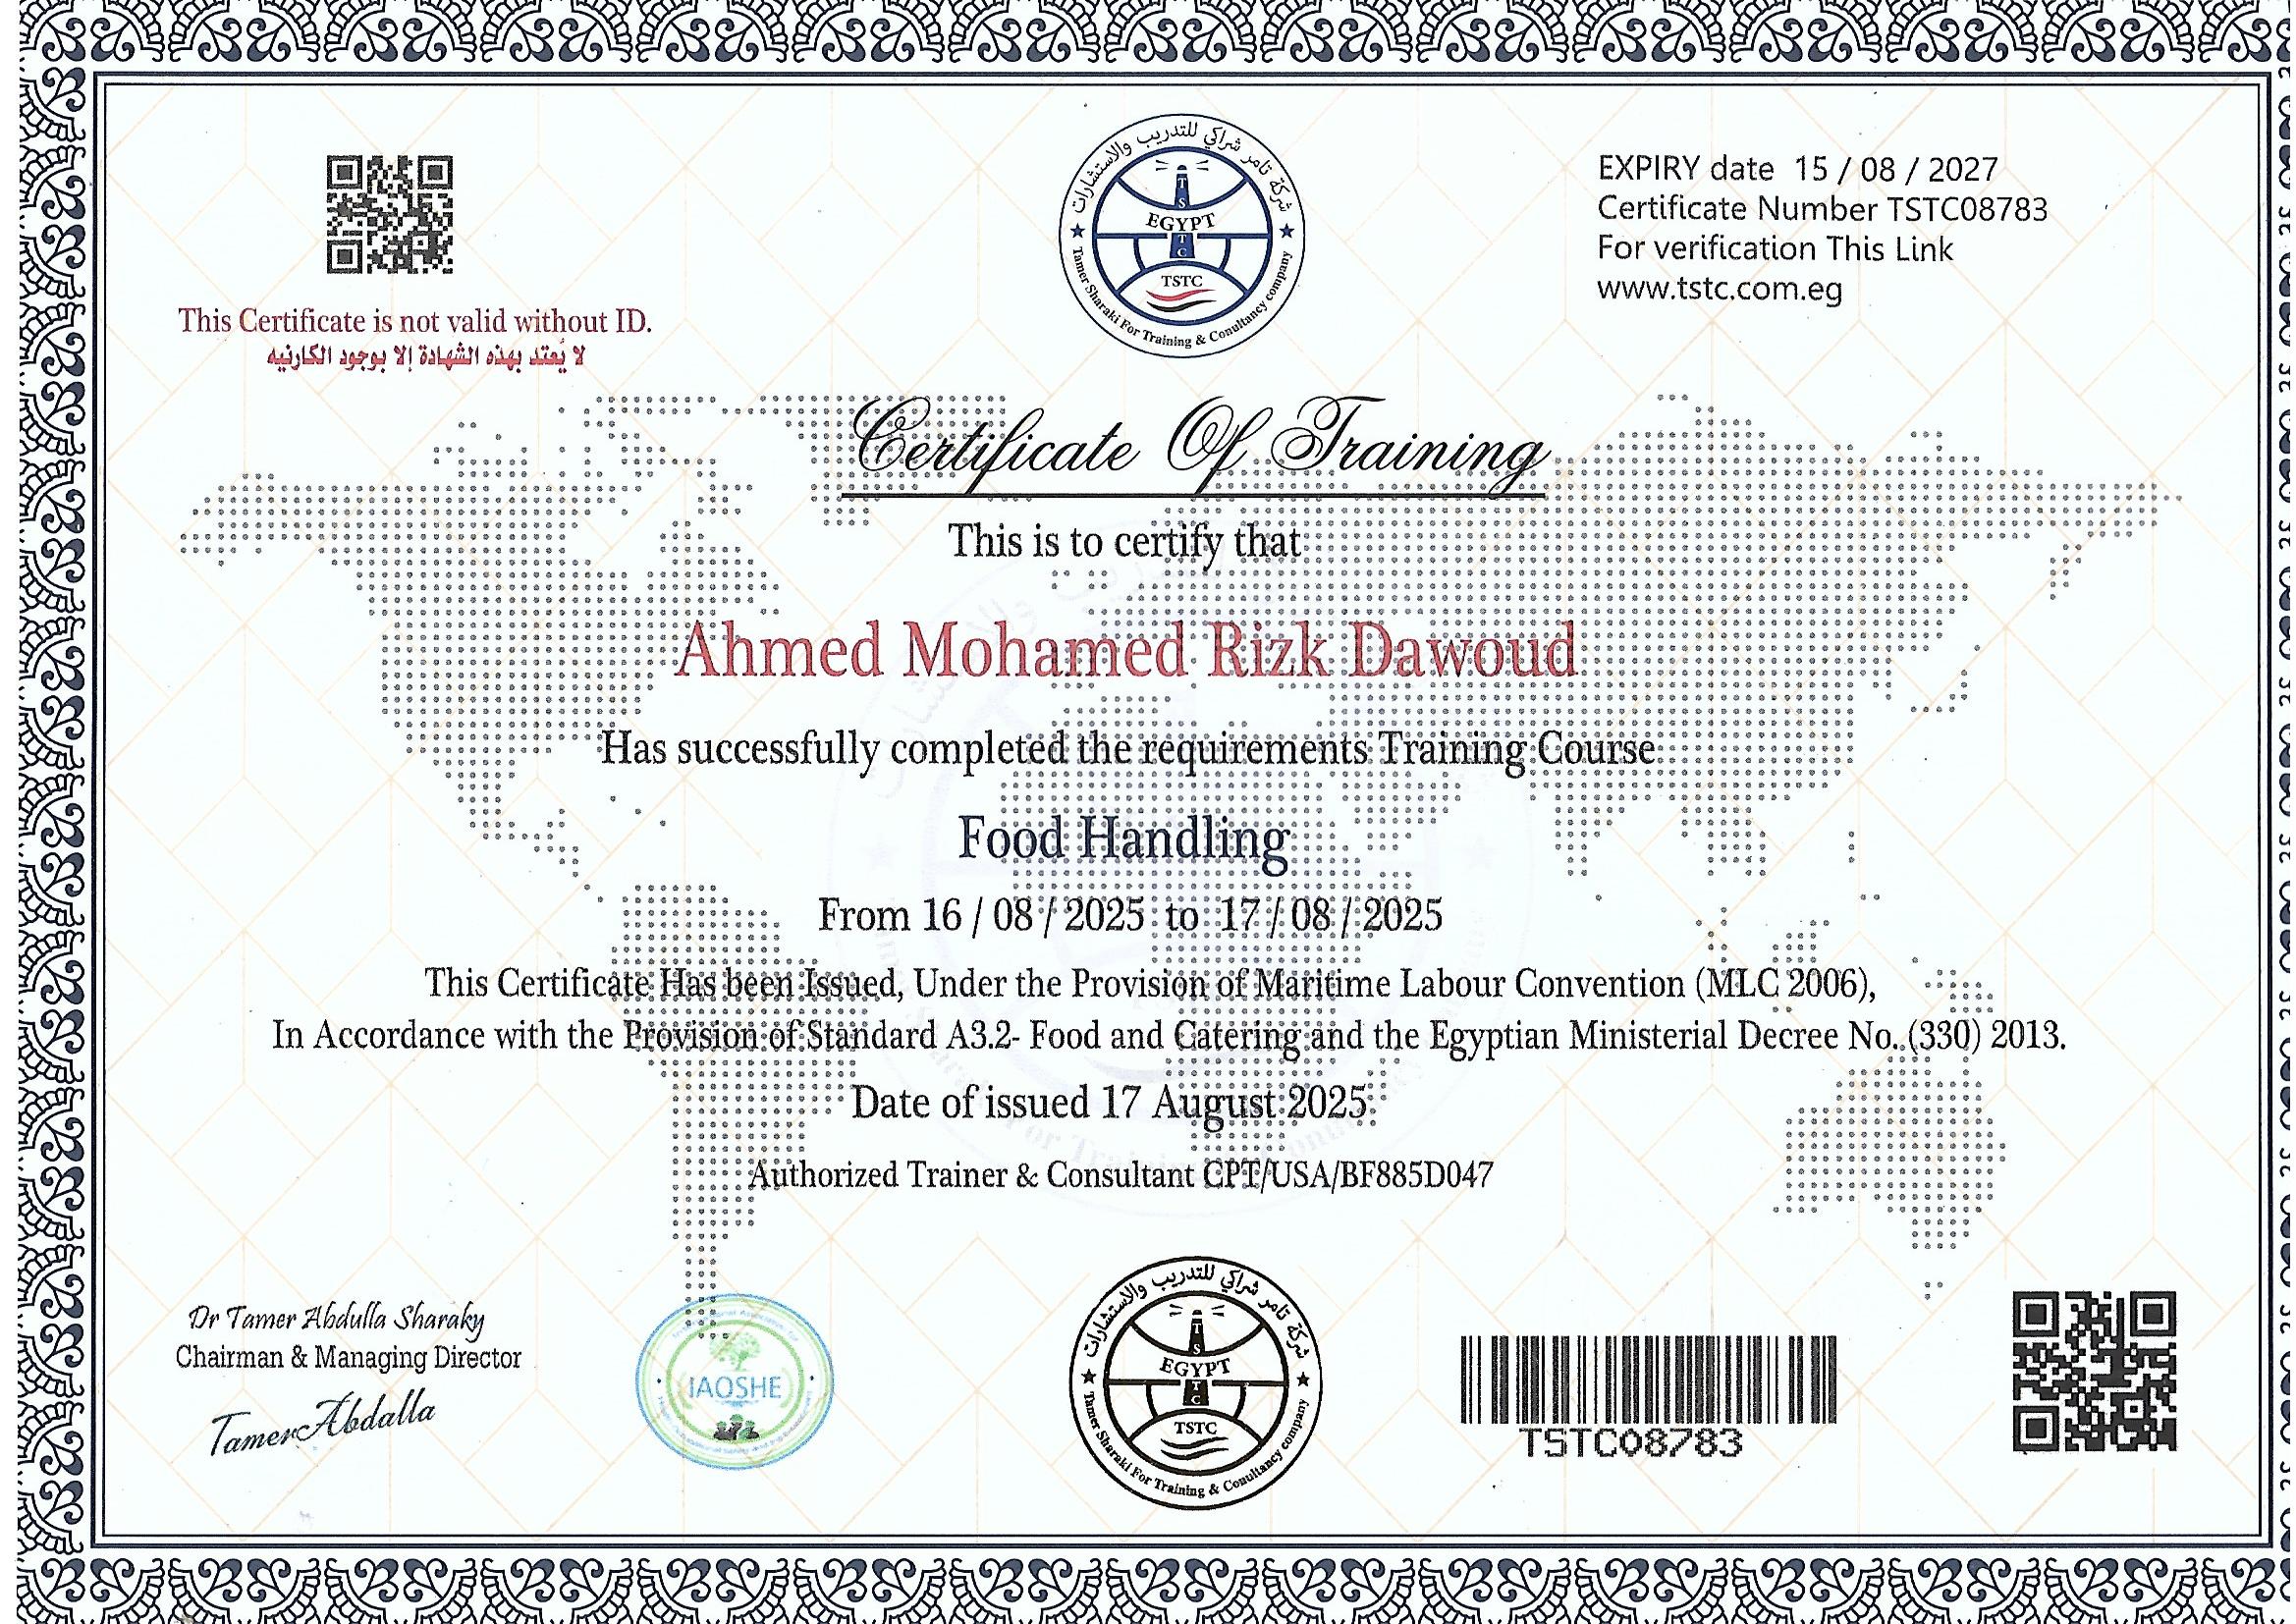 شركة تامر شراكي للتدريب والاستشارات
EGYPT
TSTC
TSTC
Tamer Sharaki For Training & Conultancy company
EXPIRY date 15 / 08 / 2027
Certificate Number TSTC08783
For verification This Link
www.tstc.com.eg
This Certificate is not valid without ID.
لا يُعتد بهذه الشهادة إلا بوجود الكارنيه
Certificate Of Training
This is to certify that
Ahmed Mohamed Rizk Dawoud
Has successfully completed the requirements Training Course
Food Handling
From 16 / 08 / 2025 to 17 / 08 / 2025
This Certificate Has been Issued, Under the Provision of Maritime Labour Convention (MLC 2006),
In Accordance with the Provision of Standard A3.2- Food and Catering and the Egyptian Ministerial Decree No. (330) 2013.
Date of issued 17 August 2025
Authorized Trainer & Consultant CPT/USA/BF885D047
Dr Tamer Abdulla Sharaky
Chairman & Managing Director
Tamer Abdalla
IAOSHE
شركة تامر شراكي للتدريب والاستشارات
EGYPT
TSTC
TSTC
Tamer Sharaki For Training & Conultancy company
TSTC08783